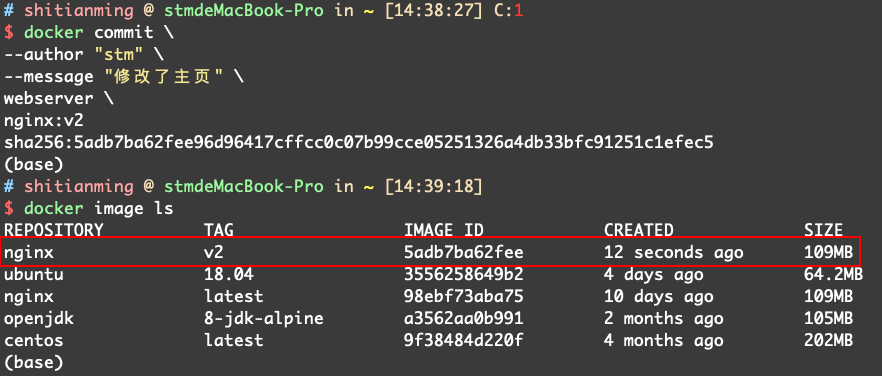 # shitianming @ stmdeMacBook-Pro in ~ [14:38:27] C:1
$ docker commit \
--author "stm" \
--message "修改了主页" \
webserver \
nginx:v2
sha256:5adb7ba62fee96d96417cffcc0c07b99cce05251326a4db33bfc91251c1efec5
(base)
# shitianming @ stmdeMacBook-Pro in ~ [14:39:18]
$ docker image ls
REPOSITORY TAG IMAGE ID CREATED SIZE
nginx v2 5adb7ba62fee 12 seconds ago 109MB
ubuntu 18.04 3556258649b2 4 days ago 64.2MB
nginx latest 98ebf73aba75 10 days ago 109MB
openjdk 8-jdk-alpine a3562aa0b991 2 months ago 105MB
centos latest 9f38484d220f 4 months ago 202MB
(base)